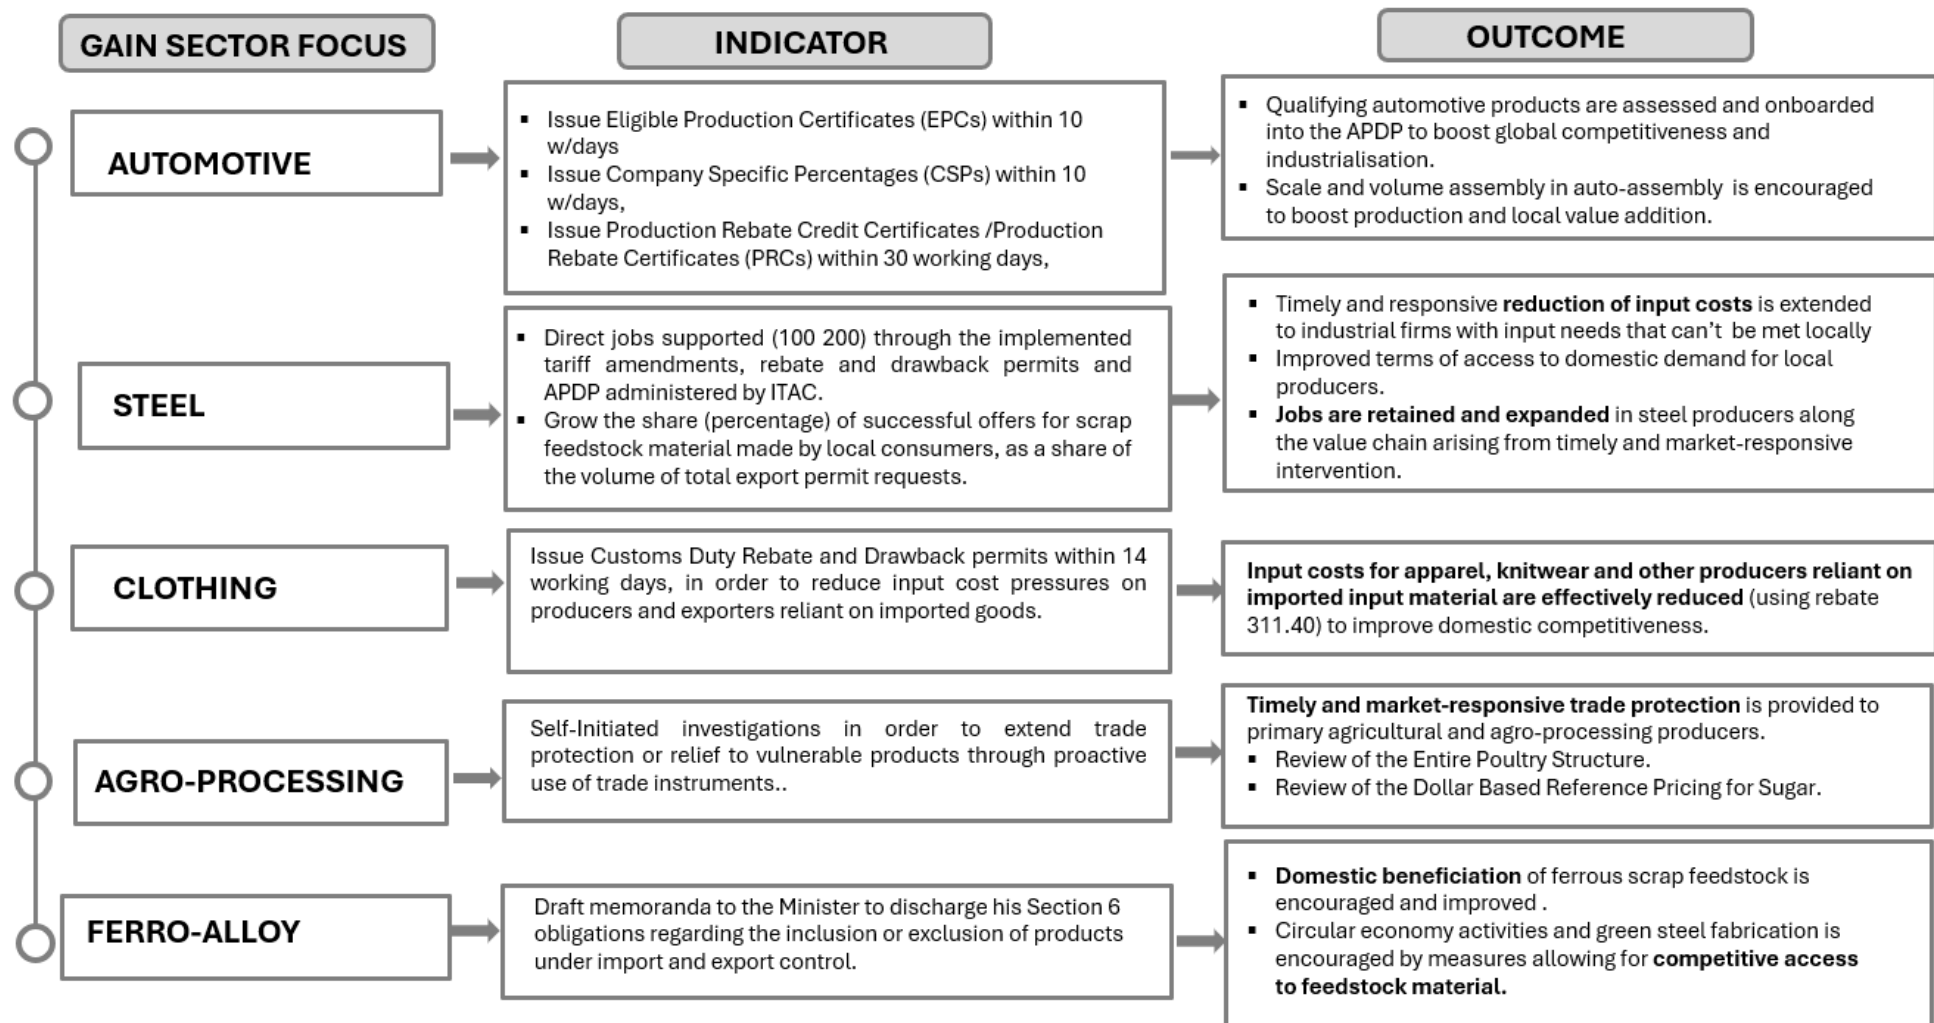 GAIN SECTOR FOCUS
INDICATOR
OUTCOME
AUTOMOTIVE
▪ Issue Eligible Production Certificates (EPCs) within 10
w/days
▪ Issue Company Specific Percentages (CSPs) within 10
w/days,
▪ Issue Production Rebate Credit Certificates /Production
Rebate Certificates (PRCs) within 30 working days,
▪ Qualifying automotive products are assessed and onboarded
into the APDP to boost global competitiveness and
industrialisation.
▪ Scale and volume assembly in auto-assembly is encouraged
to boost production and local value addition.
STEEL
▪ Direct jobs supported (100 200) through the implemented
tariff amendments, rebate and drawback permits and
APDP administered by ITAC.
▪ Grow the share (percentage) of successful offers for scrap
feedstock material made by local consumers, as a share of
the volume of total export permit requests.
▪ Timely and responsive reduction of input costs is extended
to industrial firms with input needs that can't be met locally
▪ Improved terms of access to domestic demand for local
producers.
▪ Jobs are retained and expanded in steel producers along
the value chain arising from timely and market-responsive
intervention.
CLOTHING
Issue Customs Duty Rebate and Drawback permits within 14
working days, in order to reduce input cost pressures on
producers and exporters reliant on imported goods.
Input costs for apparel, knitwear and other producers reliant on
imported input material are effectively reduced (using rebate
311.40) to improve domestic competitiveness.
AGRO-PROCESSING
Self-Initiated investigations in order to extend trade
protection or relief to vulnerable products through proactive
use of trade instruments..
Timely and market-responsive trade protection is provided to
primary agricultural and agro-processing producers.
▪ Review of the Entire Poultry Structure.
▪ Review of the Dollar Based Reference Pricing for Sugar.
FERRO-ALLOY
Draft memoranda to the Minister to discharge his Section 6
obligations regarding the inclusion or exclusion of products
under import and export control.
▪ Domestic beneficiation of ferrous scrap feedstock is
encouraged and improved .
▪ Circular economy activities and green steel fabrication is
encouraged by measures allowing for competitive access
to feedstock material.